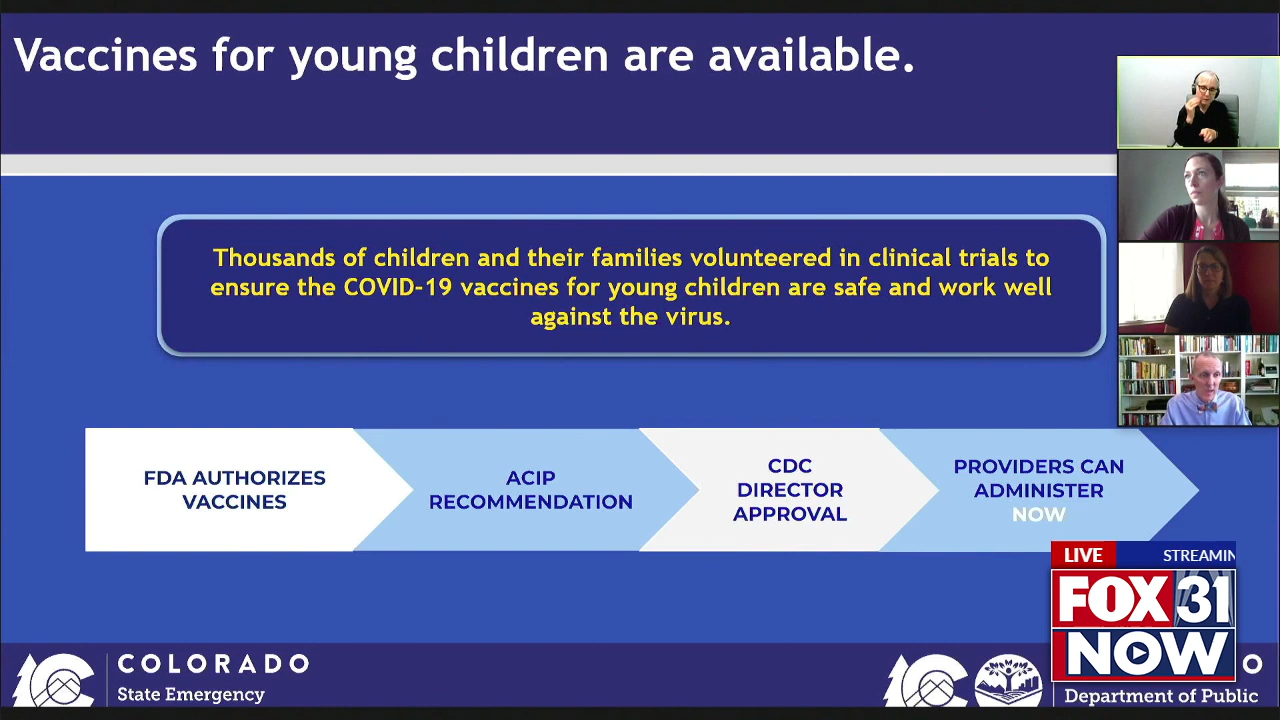 Vaccines for young children are available.
Thousands of children and their families volunteered in clinical trials to
ensure the COVID-19 vaccines for young children are safe and work well
against the virus.
FDA AUTHORIZES
VACCINES
ACIP
RECOMMENDATION
CDC
DIRECTOR
APPROVAL
PROVIDERS CAN
ADMINISTER
NOW
LIVE STREAMIN
FOX 31
NOW
COLORADO
State Emergency
O
Department of Public